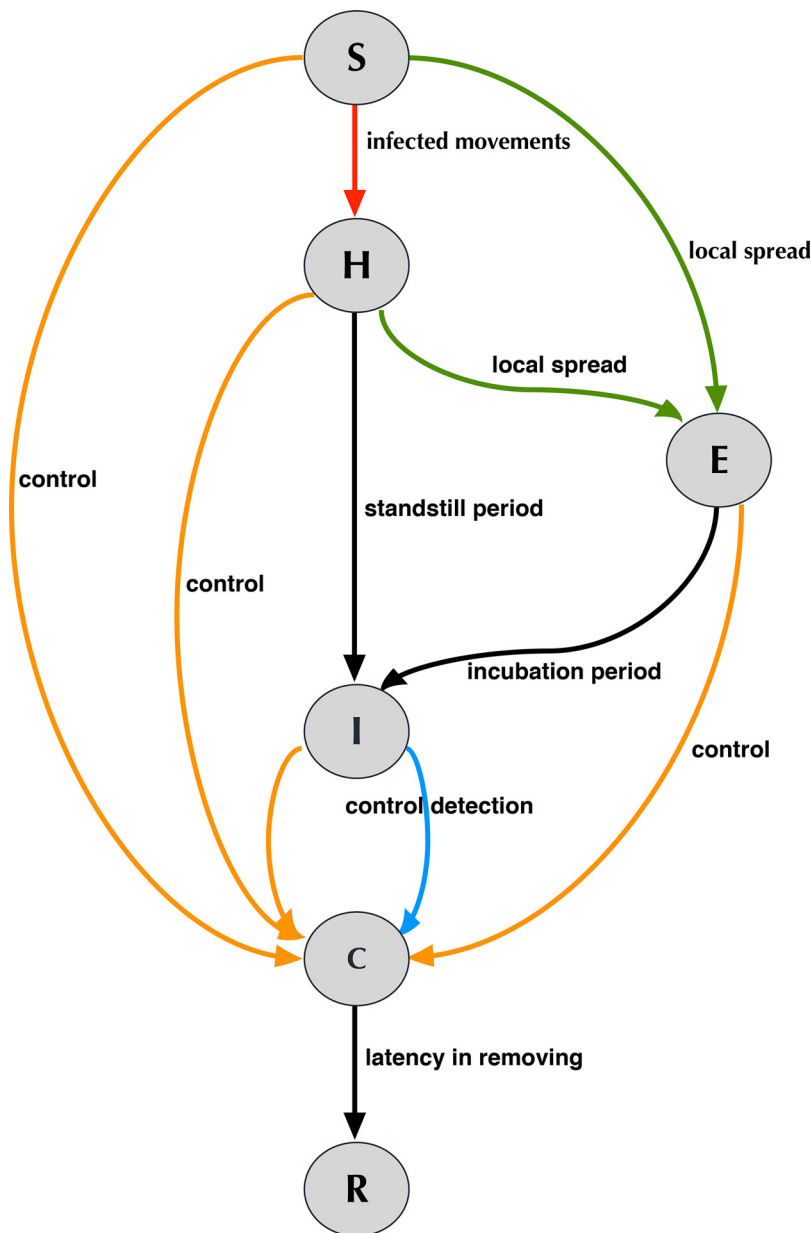 S
infected movements
local spread
H
local spread
E
control
standstill period
control
incubation period
I
control
control detection
C
latency in removing
R